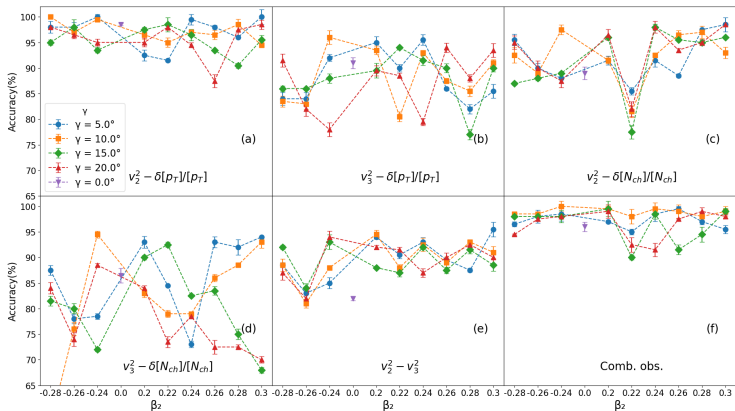 100
95
90
85
80
75
70
65
Accuracy(%)
γ
γ = 5.0°
γ = 10.0°
γ = 15.0°
γ = 20.0°
γ = 0.0°
(a)
v₂² − δ[p_T]/[p_T]
(b)
v₃² − δ[p_T]/[p_T]
(c)
v₂² − δ[N_ch]/[N_ch]
100
95
90
85
80
75
70
65
Accuracy(%)
(d)
v₃² − δ[N_ch]/[N_ch]
(e)
v₂² − v₃²
(f)
Comb. obs.
-0.28 -0.26 -0.24 0.0 0.2 0.22 0.24 0.26 0.28 0.3
-0.28 -0.26 -0.24 0.0 0.2 0.22 0.24 0.26 0.28 0.3
-0.28 -0.26 -0.24 0.0 0.2 0.22 0.24 0.26 0.28 0.3
β₂
β₂
β₂